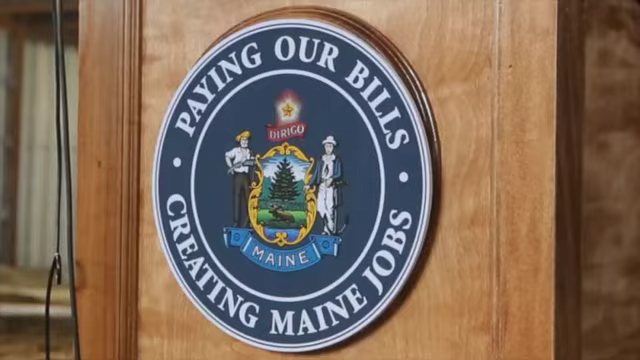 PAYING OUR BILLS
DIRIGO
MAINE
CREATING MAINE JOBS